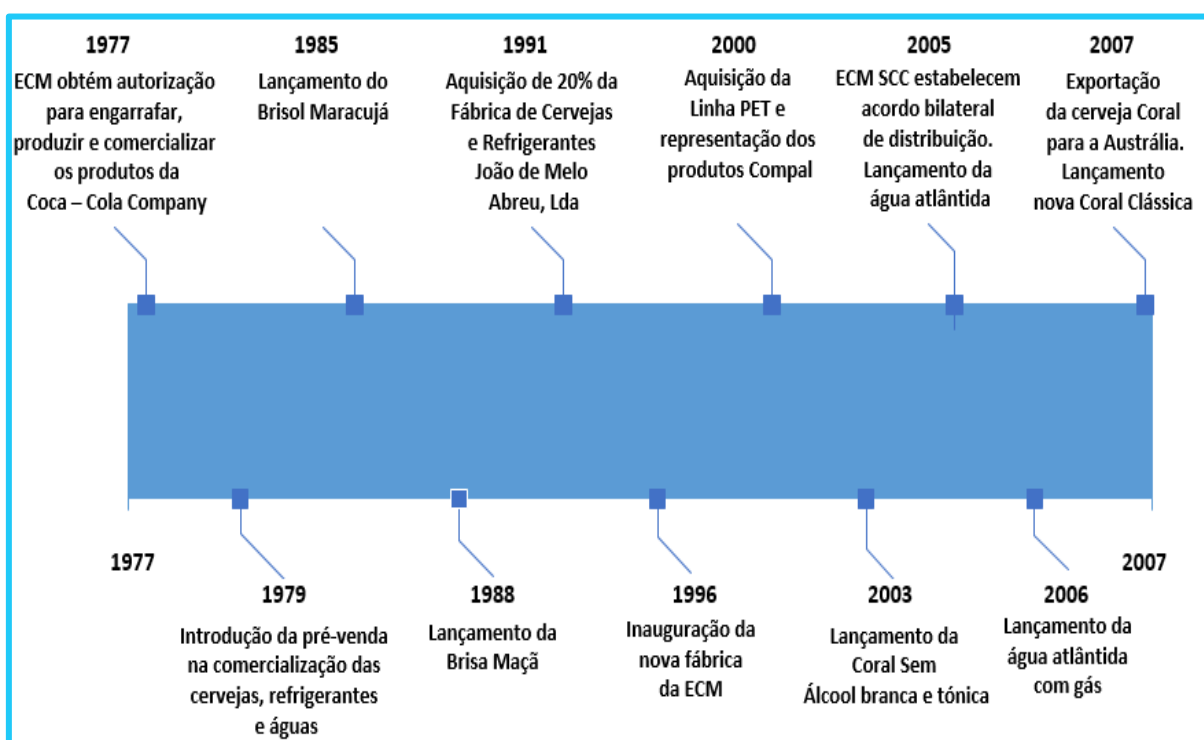 1977
ECM obtém autorização
para engarrafar,
produzir e comercializar
os produtos da
Coca – Cola Company
1985
Lançamento do
Brisol Maracujá
1991
Aquisição de 20% da
Fábrica de Cervejas
e Refrigerantes
João de Melo
Abreu, Lda
2000
Aquisição da
Linha PET e
representação dos
produtos Compal
2005
ECM SCC estabelecem
acordo bilateral
de distribuição.
Lançamento da
água atlântida
2007
Exportação
da cerveja Coral
para a Austrália.
Lançamento
nova Coral Clássica
1977
2007
1979
Introdução da pré-venda
na comercialização das
cervejas, refrigerantes
e águas
1988
Lançamento da
Brisa Maçã
1996
Inauguração da
nova fábrica
da ECM
2003
Lançamento da
Coral Sem
Álcool branca e tónica
2006
Lançamento da
água atlântida
com gás